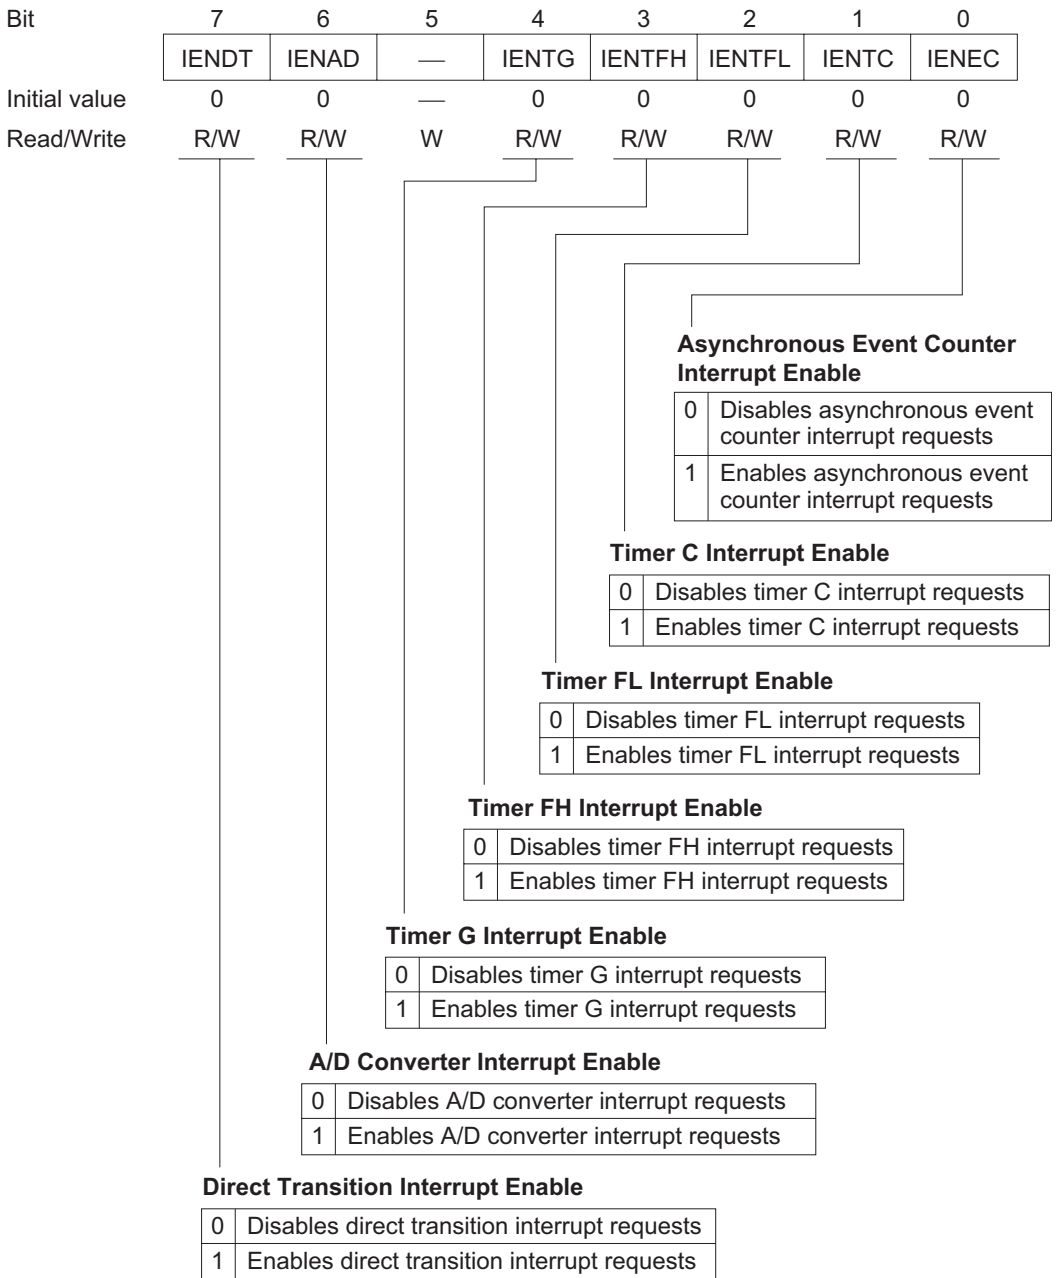 Bit 7 6 5 4 3 2 1 0
IENDT IENAD — IENTG IENTFH IENTFL IENTC IENEC
Initial value 0 0 — 0 0 0 0 0
Read/Write R/W R/W W R/W R/W R/W R/W R/W
Asynchronous Event Counter
Interrupt Enable
0 Disables asynchronous event
counter interrupt requests
1 Enables asynchronous event
counter interrupt requests
Timer C Interrupt Enable
0 Disables timer C interrupt requests
1 Enables timer C interrupt requests
Timer FL Interrupt Enable
0 Disables timer FL interrupt requests
1 Enables timer FL interrupt requests
Timer FH Interrupt Enable
0 Disables timer FH interrupt requests
1 Enables timer FH interrupt requests
Timer G Interrupt Enable
0 Disables timer G interrupt requests
1 Enables timer G interrupt requests
A/D Converter Interrupt Enable
0 Disables A/D converter interrupt requests
1 Enables A/D converter interrupt requests
Direct Transition Interrupt Enable
0 Disables direct transition interrupt requests
1 Enables direct transition interrupt requests